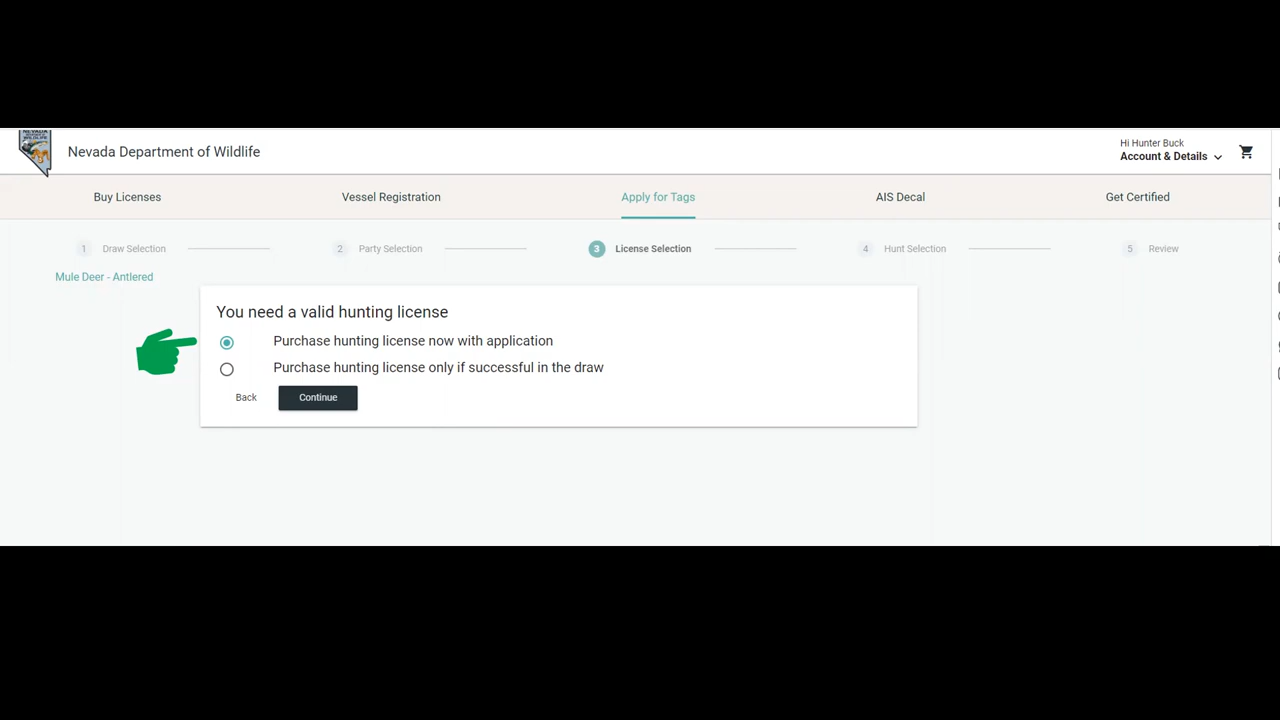 Nevada Department of Wildlife
Hi Hunter Buck
Account & Details
Buy Licenses
Vessel Registration
Apply for Tags
AIS Decal
Get Certified
1 Draw Selection
2 Party Selection
3 License Selection
4 Hunt Selection
5 Review
Mule Deer - Antlered
You need a valid hunting license
Purchase hunting license now with application
Purchase hunting license only if successful in the draw
Back
Continue